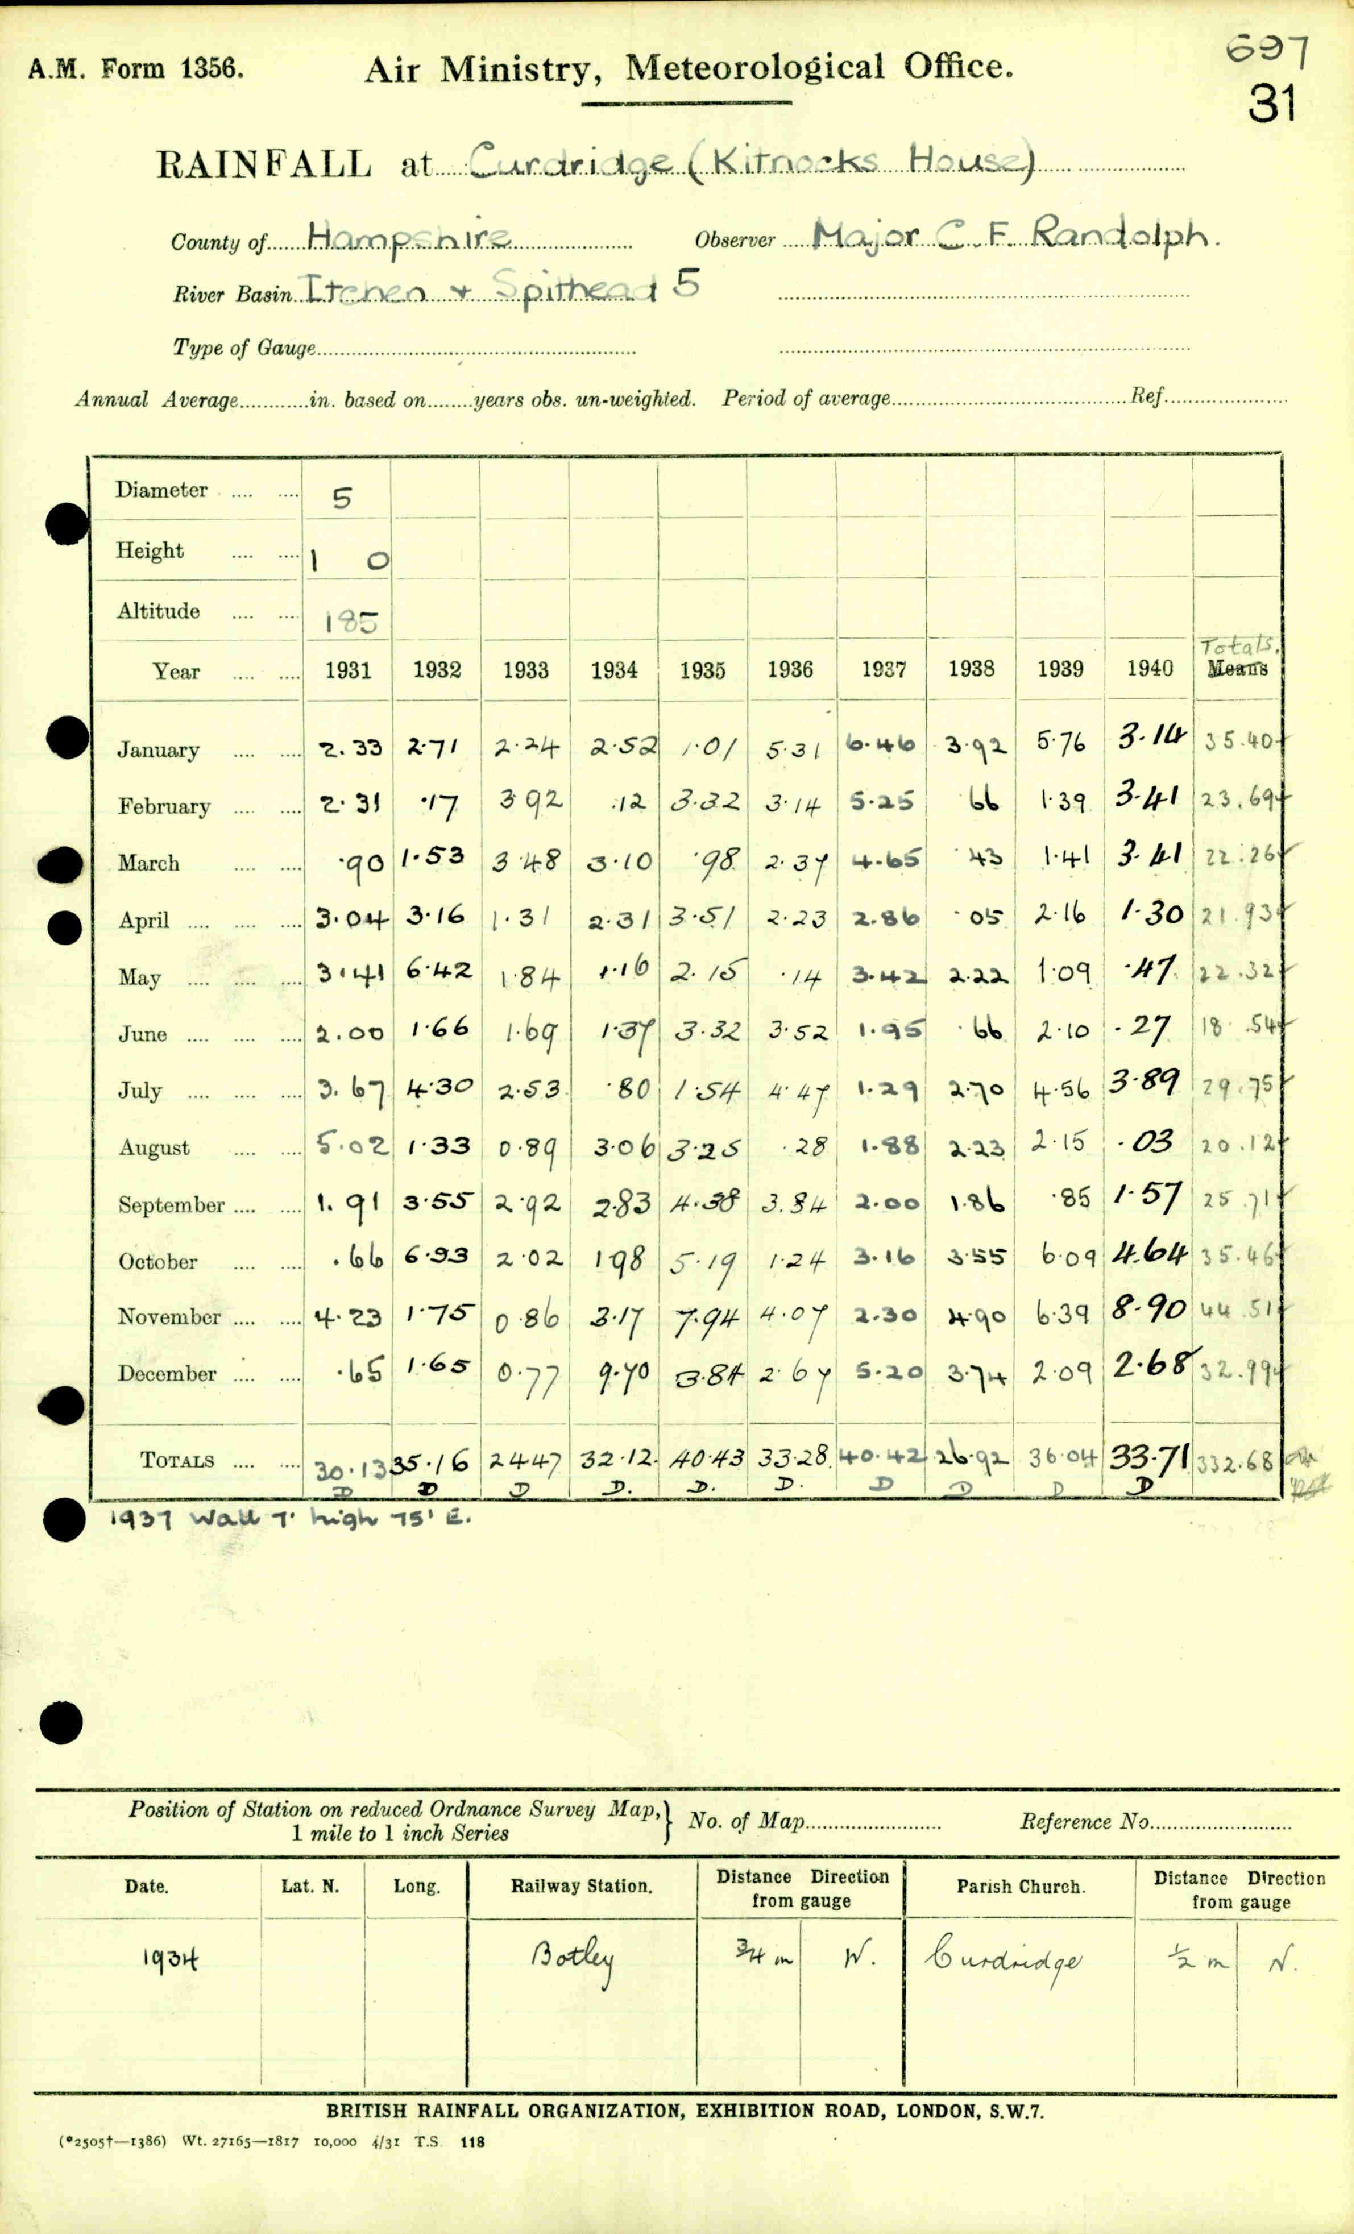 697
A.M. Form 1356. Air Ministry, Meteorological Office.
31
RAINFALL at Curdridge (Kitnocks House)
County of Hampshire Observer Major C. F. Randolph.
River Basin Itchen + Spithead 5
Type of Gauge
Annual Average in. based on years obs. un-weighted. Period of average Ref.
Diameter 5
Height 1 0
Altitude 185
Totals.
Year 1931 1932 1933 1934 1935 1936 1937 1938 1939 1940 Means
January 2.33 2.71 2.24 2.52 1.01 5.31 6.46 3.92 5.76 3.14 35.40
February 2.31 .17 3 92 .12 3.32 3.14 5.25 66 1.39 3.41 23.69
March .90 1.53 3.48 3.10 .98 2.37 4.65 .43 1.41 3.41 22.26
April 3.04 3.16 1.31 2.31 3.51 2.23 2.86 .05 2.16 1.30 21.93
May 3.41 6.42 1.84 1.16 2.15 .14 3.42 2.22 1.09 .47 22.32
June 2.00 1.66 1.69 1.37 3.32 3.52 1.95 .66 2.10 .27 18.54
July 3.67 4.30 2.53 .80 1.54 4.47 1.29 2.70 4.56 3.89 29.75
August 5.02 1.33 0.89 3.06 3.25 .28 1.88 2.23 2.15 .03 20.12
September 1.91 3.55 2.92 2.83 4.38 3.84 2.00 1.86 .85 1.57 25.71
October .66 6.93 2.02 1.98 5.19 1.24 3.16 3.55 6.09 4.64 35.46
November 4.23 1.75 0.86 3.17 7.94 4.07 2.30 4.90 6.39 8.90 44.51
December .65 1.65 0.77 9.70 3.84 2.67 5.20 3.74 2.09 2.68 32.99
TOTALS 30.13 35.16 24.47 32.12 40.43 33.28 40.42 26.92 36.04 33.71 332.68
D D D D. D. D. D D D D
1937 Wall 7' high 75' E.
Position of Station on reduced Ordnance Survey Map, } No. of Map Reference No.
1 mile to 1 inch Series
Date. Lat. N. Long. Railway Station. Distance Direction from gauge Parish Church. Distance Direction from gauge
1934 Botley ¾ m W. Curdridge ½ m N.
BRITISH RAINFALL ORGANIZATION, EXHIBITION ROAD, LONDON, S.W.7.
(*2505†—1386) Wt. 27165—1817 10,000 4/31 T.S. 118